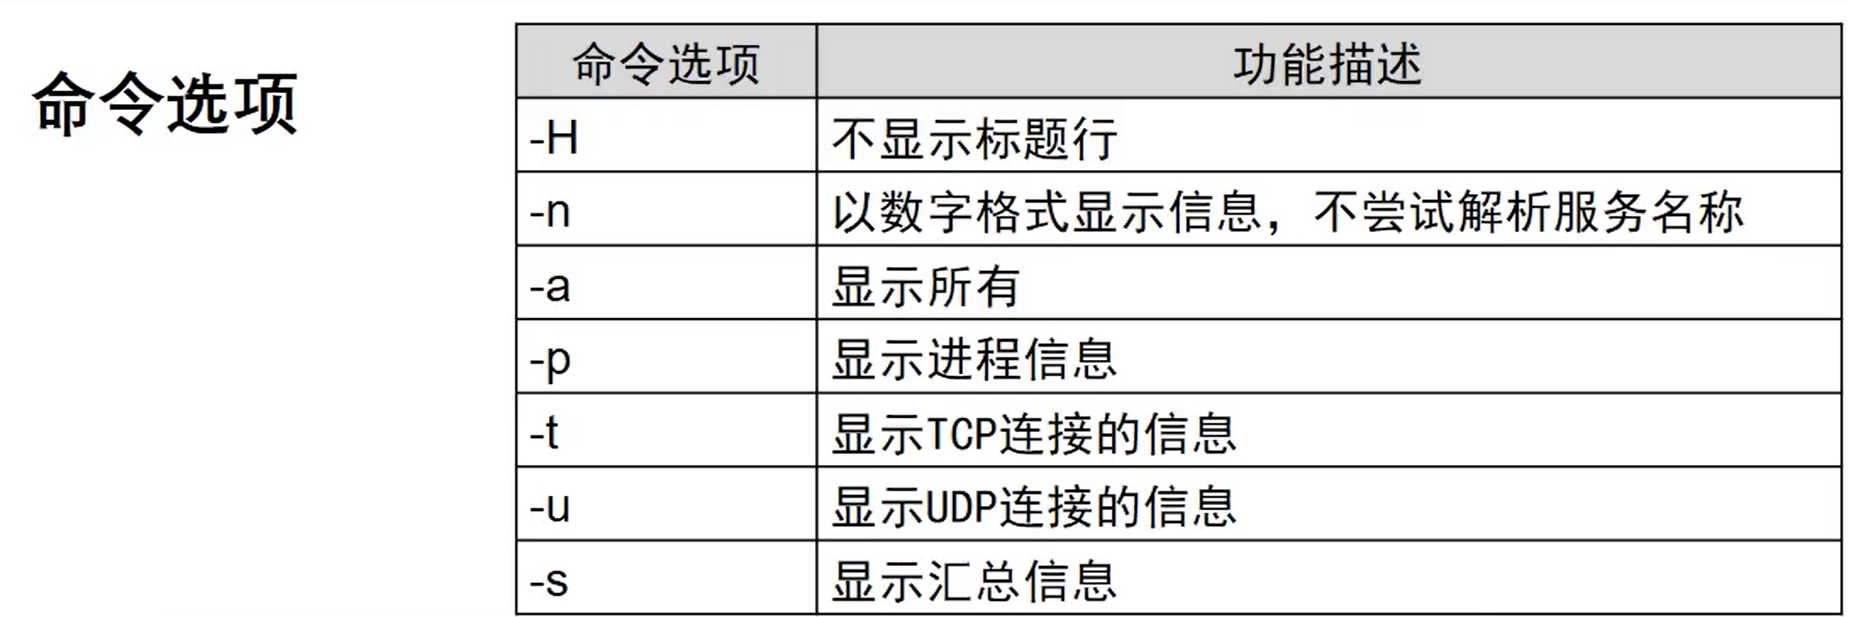 命令选项
命令选项 功能描述
-H 不显示标题行
-n 以数字格式显示信息，不尝试解析服务名称
-a 显示所有
-p 显示进程信息
-t 显示TCP连接的信息
-u 显示UDP连接的信息
-s 显示汇总信息